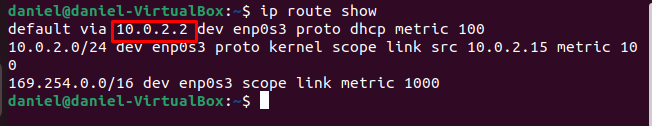 daniel@daniel-VirtualBox:~$ ip route show
default via 10.0.2.2 dev enp0s3 proto dhcp metric 100
10.0.2.0/24 dev enp0s3 proto kernel scope link src 10.0.2.15 metric 10
0
169.254.0.0/16 dev enp0s3 scope link metric 1000
daniel@daniel-VirtualBox:~$